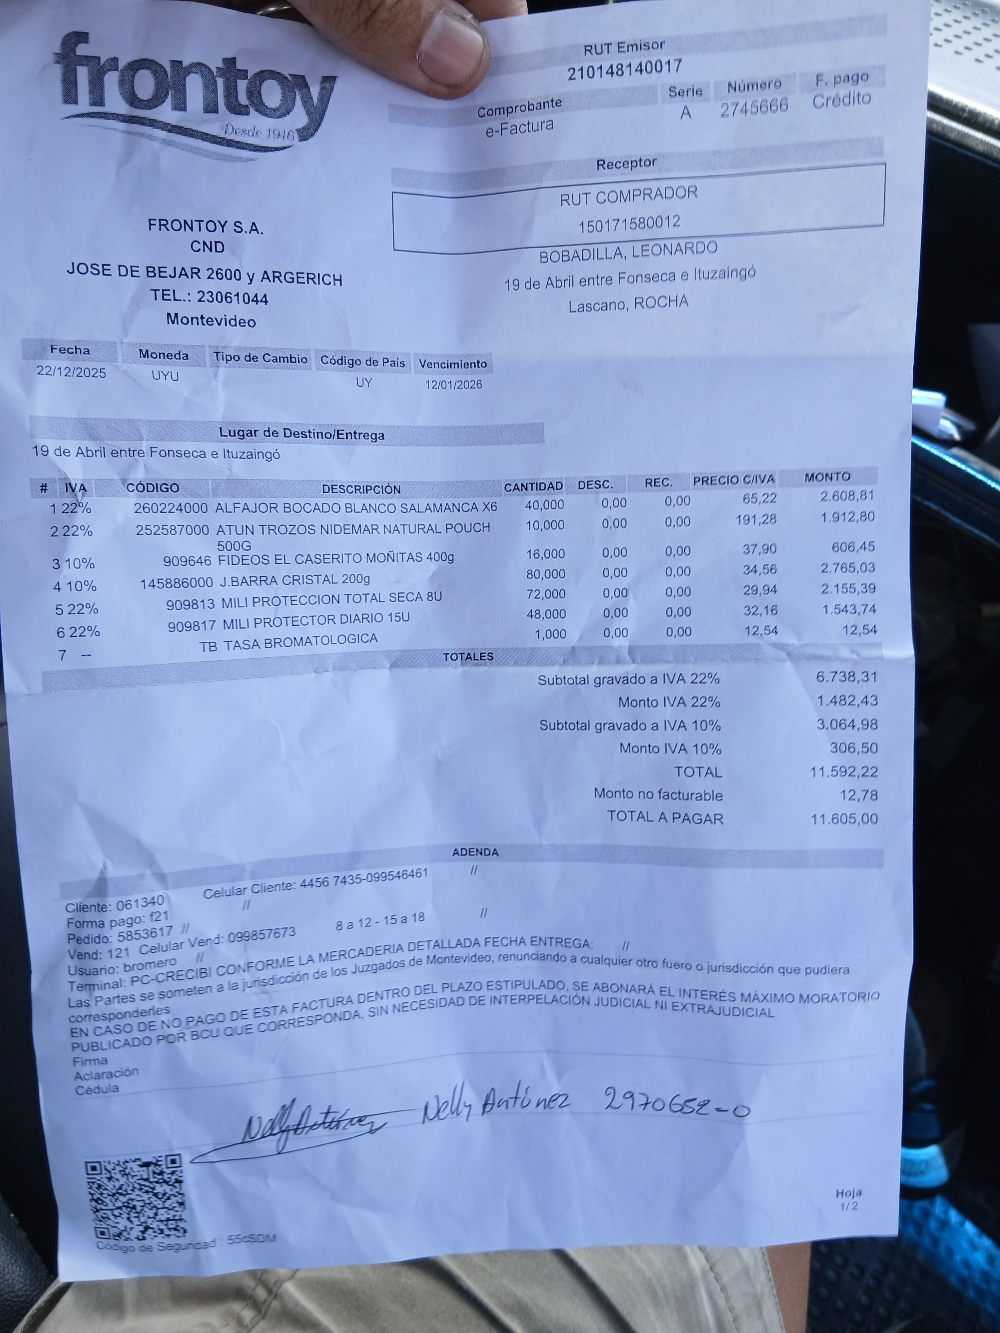 frontoy
Desde 1946
RUT Emisor
210148140017
Comprobante Serie Número F. pago
e-Factura A 2745666 Crédito
Receptor
RUT COMPRADOR
150171580012
BOBADILLA, LEONARDO
19 de Abril entre Fonseca e Ituzaingó
Lascano, ROCHA
FRONTOY S.A.
CND
JOSE DE BEJAR 2600 y ARGERICH
TEL.: 23061044
Montevideo
Fecha Moneda Tipo de Cambio Código de País Vencimiento
22/12/2025 UYU UY 12/01/2026
Lugar de Destino/Entrega
19 de Abril entre Fonseca e Ituzaingó
# IVA CÓDIGO DESCRIPCIÓN CANTIDAD DESC. REC. PRECIO C/IVA MONTO
1 22% 260224000 ALFAJOR BOCADO BLANCO SALAMANCA X6 40,000 0,00 0,00 65,22 2.608,81
2 22% 252587000 ATUN TROZOS NIDEMAR NATURAL POUCH 10,000 0,00 0,00 191,28 1.912,80
500G
3 10% 909646 FIDEOS EL CASERITO MOÑITAS 400g 16,000 0,00 0,00 37,90 606,45
4 10% 145886000 J.BARRA CRISTAL 200g 80,000 0,00 0,00 34,56 2.765,03
5 22% 909813 MILI PROTECCION TOTAL SECA 8U 72,000 0,00 0,00 29,94 2.155,39
6 22% 909817 MILI PROTECTOR DIARIO 15U 48,000 0,00 0,00 32,16 1.543,74
7 -- TB TASA BROMATOLOGICA 1,000 0,00 0,00 12,54 12,54
TOTALES
Subtotal gravado a IVA 22% 6.738,31
Monto IVA 22% 1.482,43
Subtotal gravado a IVA 10% 3.064,98
Monto IVA 10% 306,50
TOTAL 11.592,22
Monto no facturable 12,78
TOTAL A PAGAR 11.605,00
ADENDA
Cliente: 061340 Celular Cliente: 4456 7435-099546461 //
Forma pago: f21 //
Pedido: 5853617 // 8 a 12 - 15 a 18 //
Vend: 121 Celular Vend: 099857673
Usuario: bromero //
Terminal: PC-CRECIBI CONFORME LA MERCADERIA DETALLADA FECHA ENTREGA: //
Las Partes se someten a la jurisdicción de los Juzgados de Montevideo, renunciando a cualquier otro fuero o jurisdicción que pudiera
corresponderles
EN CASO DE NO PAGO DE ESTA FACTURA DENTRO DEL PLAZO ESTIPULADO, SE ABONARÁ EL INTERÉS MÁXIMO MORATORIO
PUBLICADO POR BCU QUE CORRESPONDA, SIN NECESIDAD DE INTERPELACIÓN JUDICIAL NI EXTRAJUDICIAL
Firma
Aclaración
Cédula
Nelly Antúnez Nelly Antúnez 2970652-0
Código de Seguridad : 55cSDM
Hoja
1/2